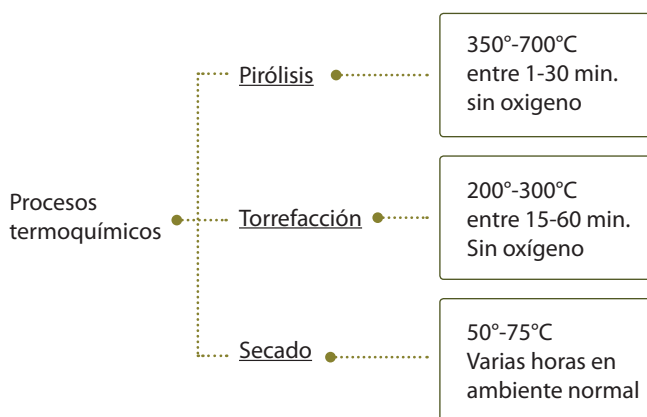 Procesos
termoquímicos
Pirólisis
350°-700°C
entre 1-30 min.
sin oxigeno
Torrefacción
200°-300°C
entre 15-60 min.
Sin oxígeno
Secado
50°-75°C
Varias horas en
ambiente normal